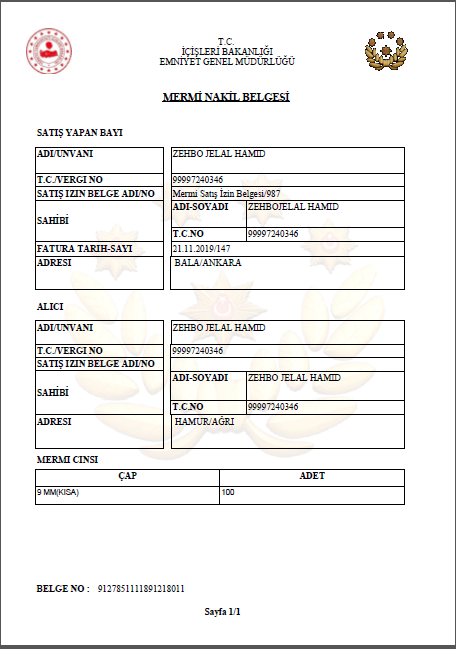 T.C.
İÇİŞLERİ BAKANLIĞI
EMNİYET GENEL MÜDÜRLÜĞÜ
MERMİ NAKİL BELGESİ
SATIŞ YAPAN BAYI
ADI/UNVANI ZEHBO JELAL HAMID
T.C./VERGI NO 99997240346
SATIŞ IZIN BELGE ADI/NO Mermi Satış İzin Belgesi/987
SAHİBİ ADI-SOYADI ZEHBOJELAL HAMID
T.C.NO 99997240346
FATURA TARIH-SAYI 21.11.2019/147
ADRESI BALA/ANKARA
ALICI
ADI/UNVANI ZEHBO JELAL HAMID
T.C./VERGI NO 99997240346
SATIŞ IZIN BELGE ADI/NO
SAHİBİ ADI-SOYADI ZEHBO JELAL HAMID
T.C.NO 99997240346
ADRESI HAMUR/AĞRI
MERMI CINSI
ÇAP ADET
9 MM(KISA) 100
BELGE NO : 9127851111891218011
Sayfa 1/1